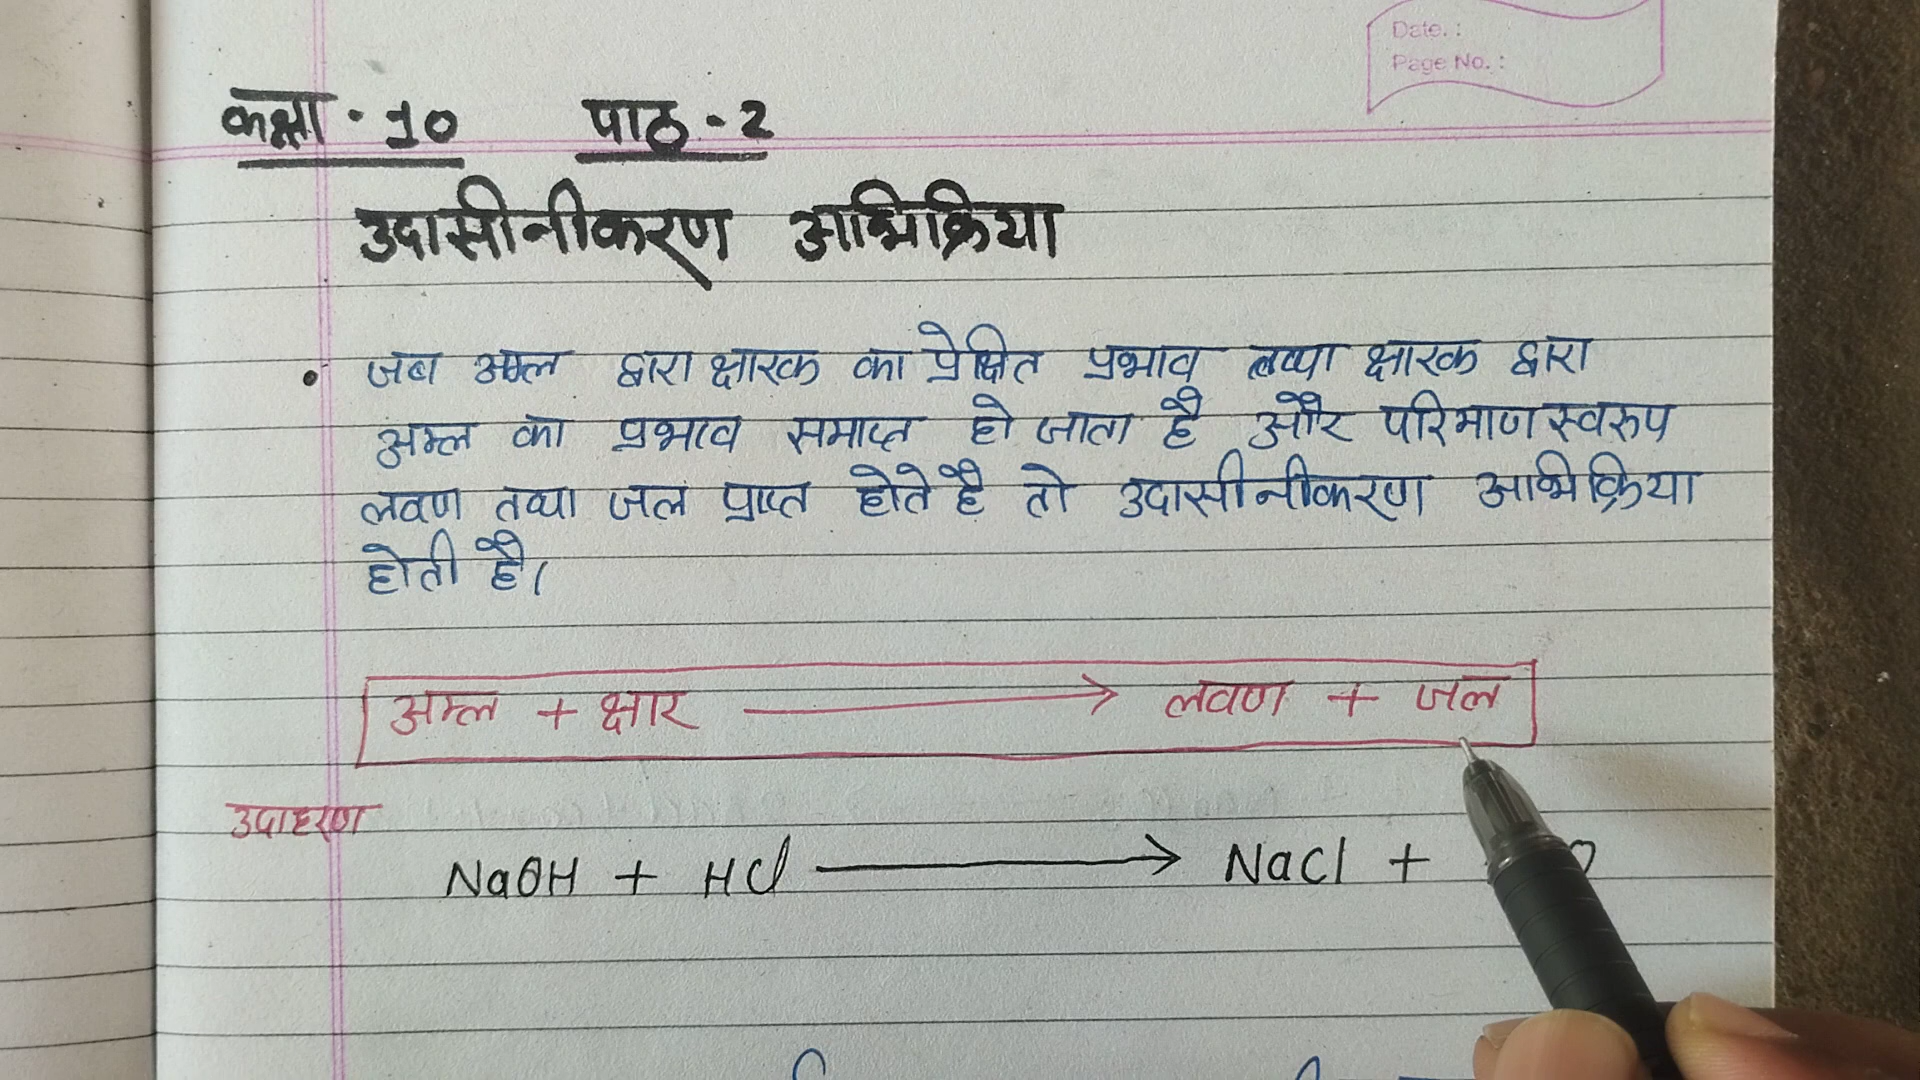 Date. :
Page No. :
कक्षा · 10 पाठ - 2
उदासीनीकरण अभिक्रिया
• जब अम्ल द्वारा क्षारक का प्रेक्षित प्रभाव तथा क्षारक द्वारा
अम्ल का प्रभाव समाप्त हो जाता है और परिमाणस्वरुप
लवण तथा जल प्राप्त होते है तो उदासीनीकरण अभिक्रिया
होती है।
अम्ल + क्षार ⟶ लवण + जल
उदाहरण
NaOH + HCl ⟶ NaCl +